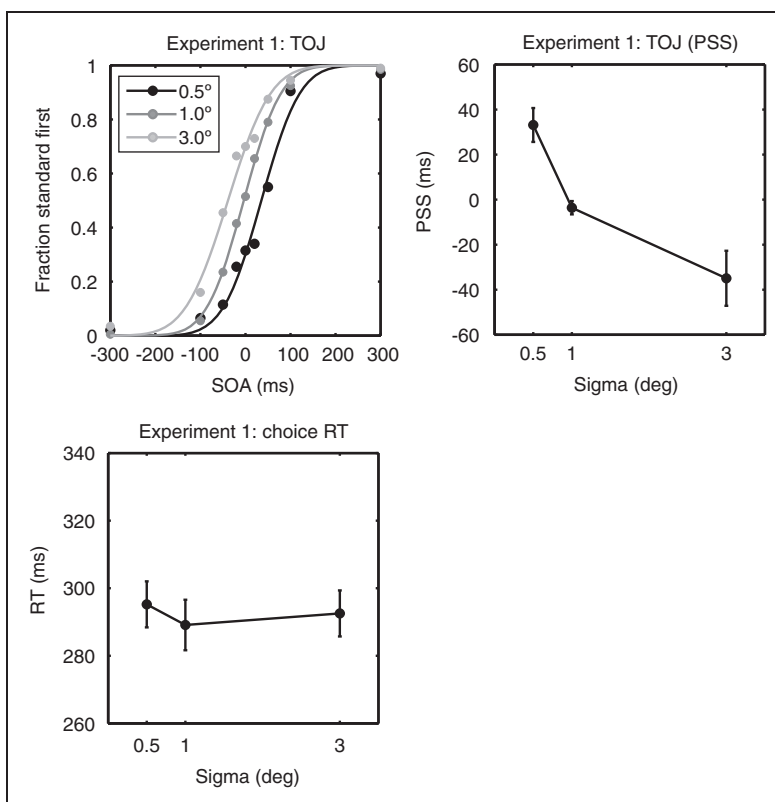 Experiment 1: TOJ
Fraction standard first
1
0.8
0.6
0.4
0.2
0
0.5º
1.0º
3.0º
-300 -200 -100 0 100 200 300
SOA (ms)
Experiment 1: TOJ (PSS)
PSS (ms)
60
40
20
0
-20
-40
-60
0.5 1 3
Sigma (deg)
Experiment 1: choice RT
RT (ms)
340
320
300
280
260
0.5 1 3
Sigma (deg)